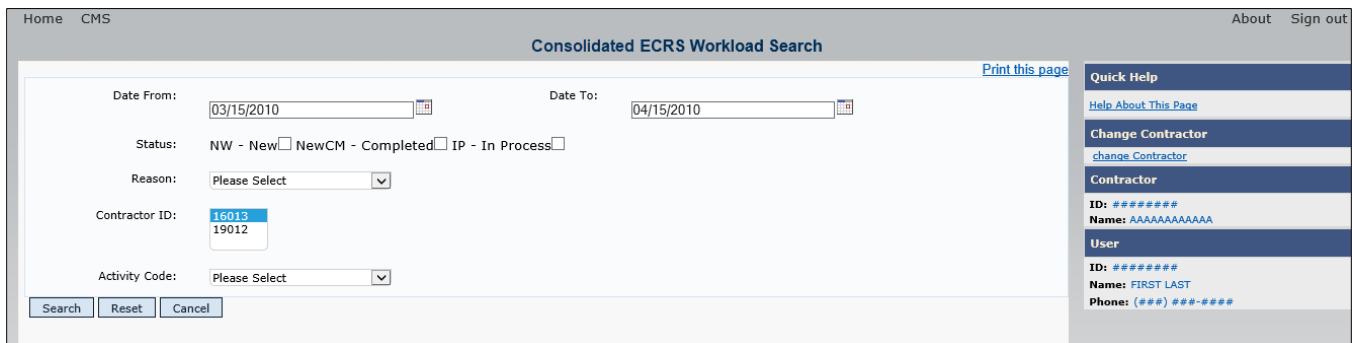 Home CMS About Sign out
Consolidated ECRS Workload Search
Print this page
Date From: 03/15/2010 Date To: 04/15/2010
Status: NW - New NewCM - Completed IP - In Process
Reason: Please Select
Contractor ID: 16013
19012
Activity Code: Please Select
Search Reset Cancel
Quick Help
Help About This Page
Change Contractor
change Contractor
Contractor
ID: ########
Name: AAAAAAAAAAAA
User
ID: ########
Name: FIRST LAST
Phone: (###) ###-####